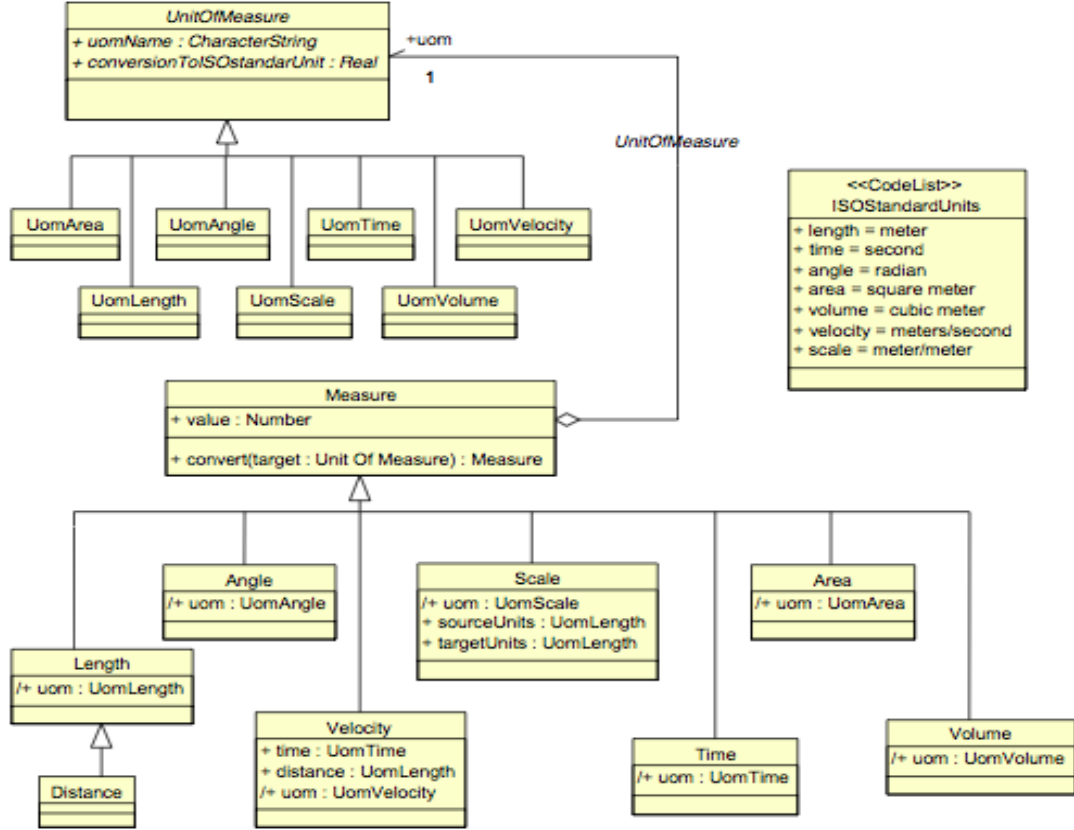 UnitOfMeasure
+ uomName : CharacterString
+ conversionToISOstandarUnit : Real
+uom
1
UnitOfMeasure
<<CodeList>>
ISOStandardUnits
+ length = meter
+ time = second
+ angle = radian
+ area = square meter
+ volume = cubic meter
+ velocity = meters/second
+ scale = meter/meter
UomArea
UomAngle
UomTime
UomVelocity
UomLength
UomScale
UomVolume
Measure
+ value : Number
+ convert(target : Unit Of Measure) : Measure
Angle
/+ uom : UomAngle
Scale
/+ uom : UomScale
+ sourceUnits : UomLength
+ targetUnits : UomLength
Area
/+ uom : UomArea
Length
/+ uom : UomLength
Velocity
+ time : UomTime
+ distance : UomLength
/+ uom : UomVelocity
Time
/+ uom : UomTime
Volume
/+ uom : UomVolume
Distance